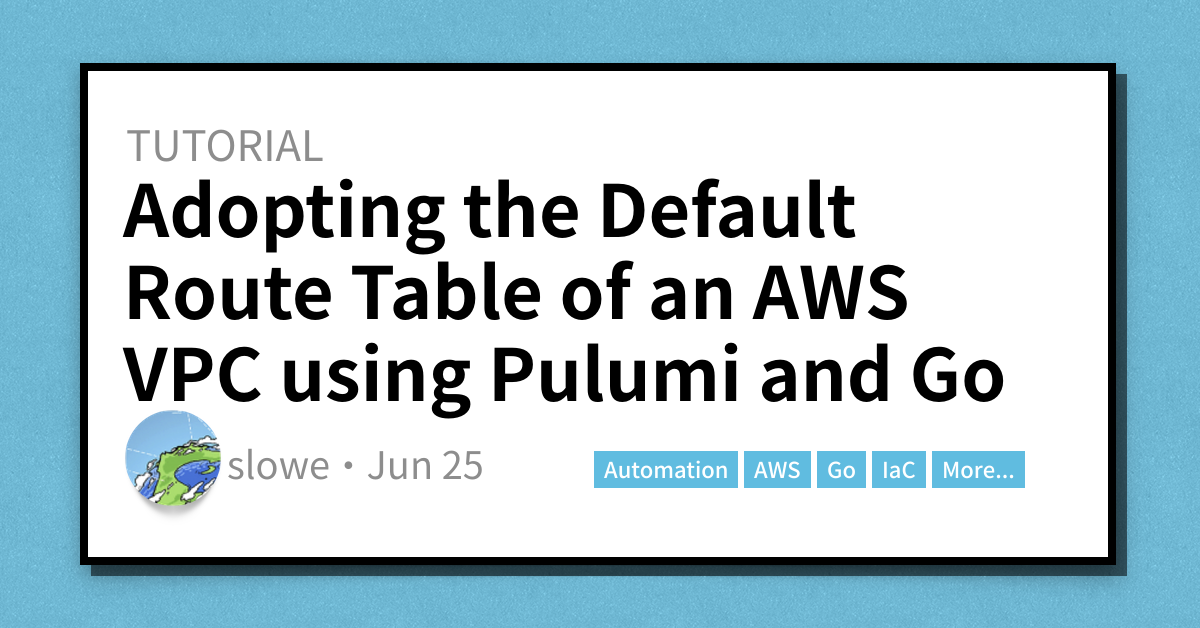 TUTORIAL
Adopting the Default
Route Table of an AWS
VPC using Pulumi and Go
slowe • Jun 25
Automation AWS Go IaC More...